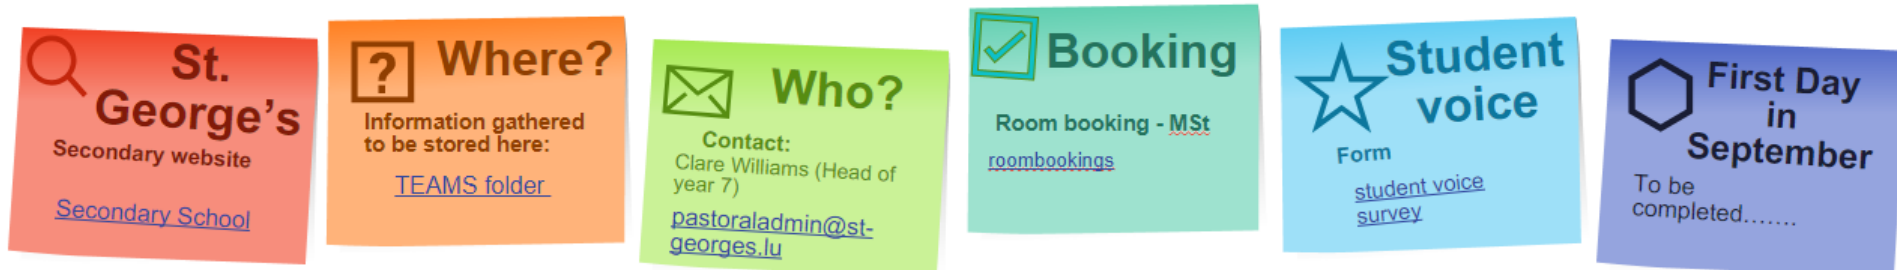 St.
George's
Secondary website
Secondary School
?
Where?
Information gathered
to be stored here:
TEAMS folder
Who?
Contact:
Clare Williams (Head of
year 7)
pastoraladmin@st-
georges.lu
Booking
Room booking - MSt
roombookings
Student
voice
Form
student voice
survey
First Day
in
September
To be
completed.......